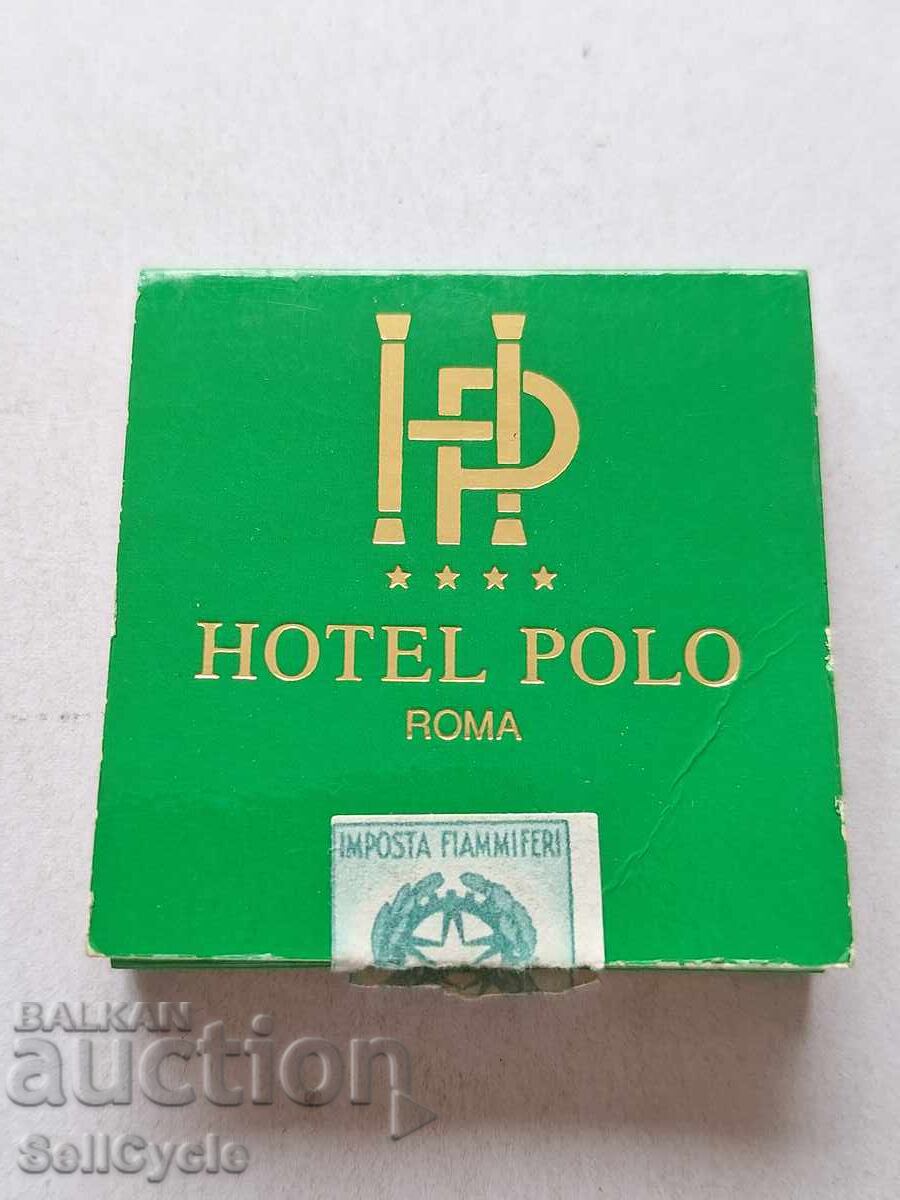 HP
HOTEL POLO
ROMA
IMPOSTA FIAMMIFERI
BALKAN
auction
SellCycle